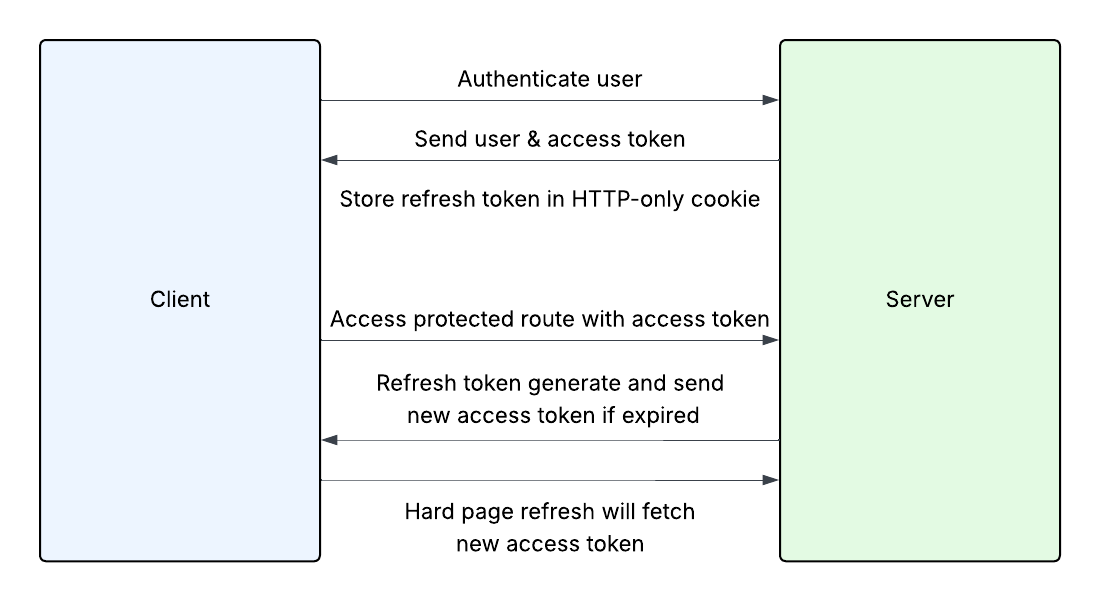 Authenticate user
Send user & access token
Store refresh token in HTTP-only cookie
Client
Server
Access protected route with access token
Refresh token generate and send
new access token if expired
Hard page refresh will fetch
new access token